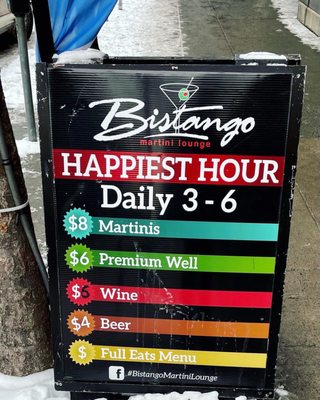 Bistango
martini lounge
HAPPIEST HOUR
Daily 3 - 6
$8 Martinis
$6 Premium Well
$5 Wine
$4 Beer
$ Full Eats Menu
f #BistangoMartiniLounge